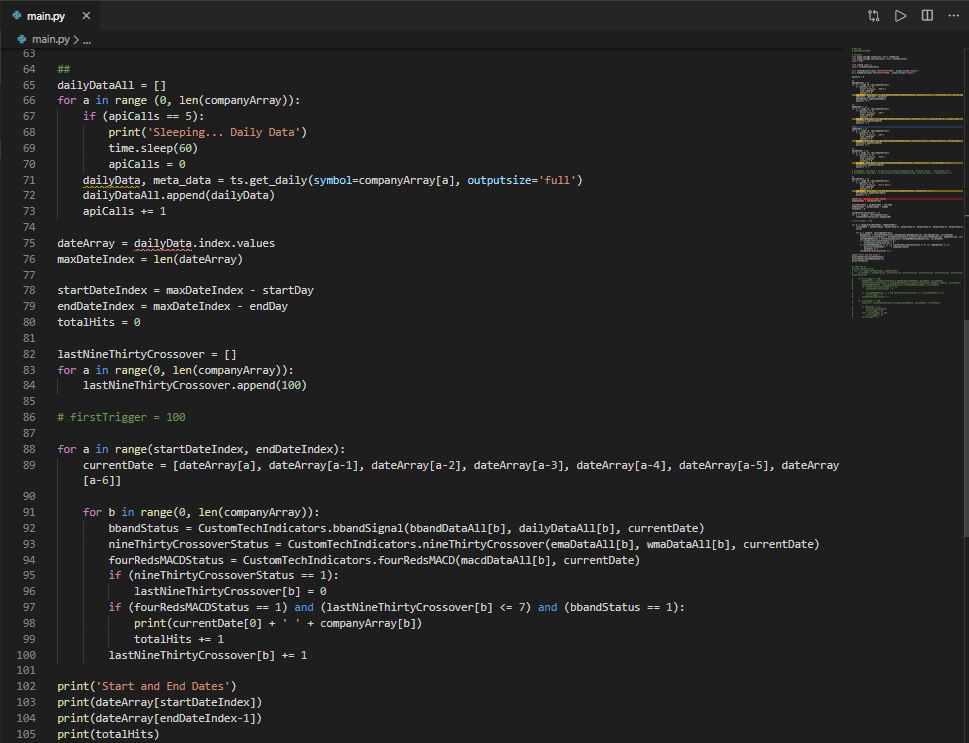 main.py
main.py > ...
63
64 ##
65 dailyDataAll = []
66 for a in range (0, len(companyArray)):
67 if (apiCalls == 5):
68 print('Sleeping... Daily Data')
69 time.sleep(60)
70 apiCalls = 0
71 dailyData, meta_data = ts.get_daily(symbol=companyArray[a], outputsize='full')
72 dailyDataAll.append(dailyData)
73 apiCalls += 1
74
75 dateArray = dailyData.index.values
76 maxDateIndex = len(dateArray)
77
78 startDateIndex = maxDateIndex - startDay
79 endDateIndex = maxDateIndex - endDay
80 totalHits = 0
81
82 lastNineThirtyCrossover = []
83 for a in range(0, len(companyArray)):
84 lastNineThirtyCrossover.append(100)
85
86 # firstTrigger = 100
87
88 for a in range(startDateIndex, endDateIndex):
89 currentDate = [dateArray[a], dateArray[a-1], dateArray[a-2], dateArray[a-3], dateArray[a-4], dateArray[a-5], dateArray
[a-6]]
90
91 for b in range(0, len(companyArray)):
92 bbandStatus = CustomTechIndicators.bbandSignal(bbandDataAll[b], dailyDataAll[b], currentDate)
93 nineThirtyCrossoverStatus = CustomTechIndicators.nineThirtyCrossover(emaDataAll[b], wmaDataAll[b], currentDate)
94 fourRedsMACDStatus = CustomTechIndicators.fourRedsMACD(macdDataAll[b], currentDate)
95 if (nineThirtyCrossoverStatus == 1):
96 lastNineThirtyCrossover[b] = 0
97 if (fourRedsMACDStatus == 1) and (lastNineThirtyCrossover[b] <= 7) and (bbandStatus == 1):
98 print(currentDate[0] + ' ' + companyArray[b])
99 totalHits += 1
100 lastNineThirtyCrossover[b] += 1
101
102 print('Start and End Dates')
103 print(dateArray[startDateIndex])
104 print(dateArray[endDateIndex-1])
105 print(totalHits)